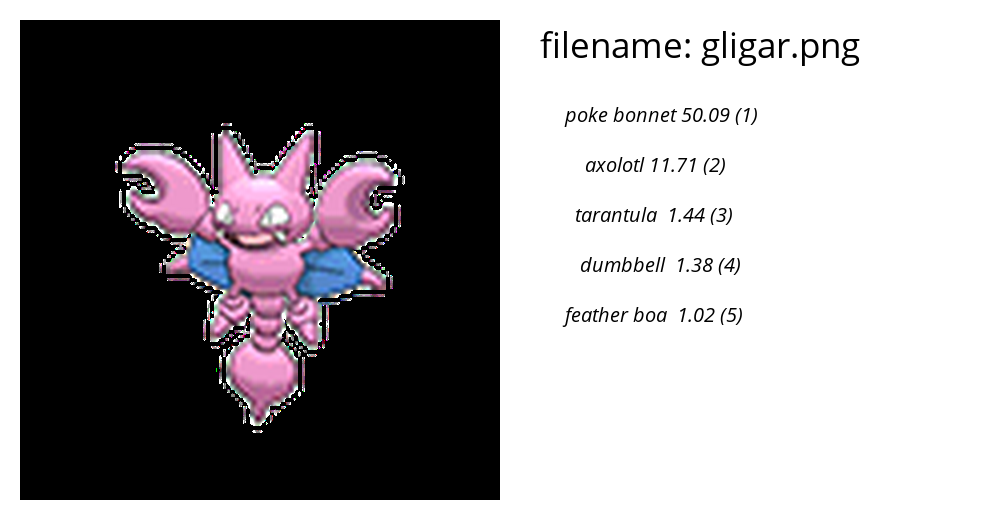 filename: gligar.png
poke bonnet 50.09 (1)
axolotl 11.71 (2)
tarantula  1.44 (3)
dumbbell  1.38 (4)
feather boa  1.02 (5)